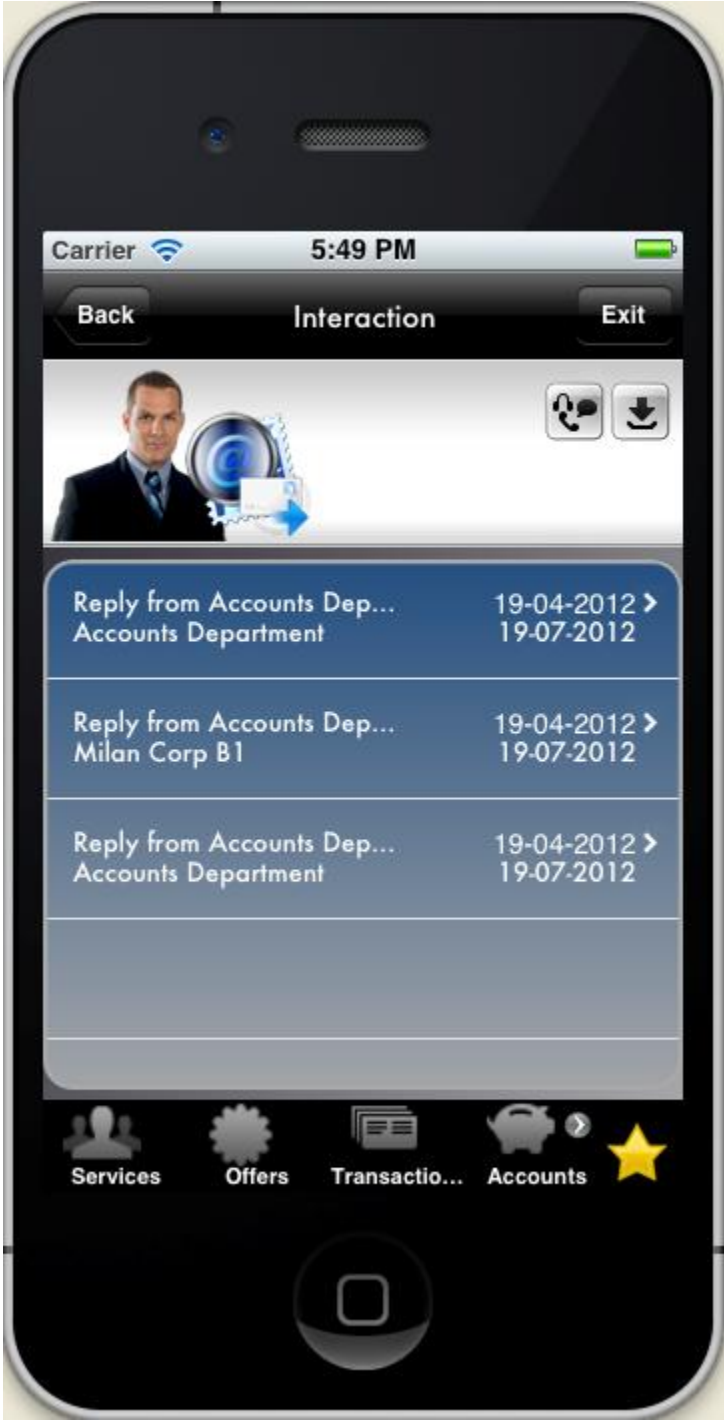 Carrier 5:49 PM
Back Interaction Exit
Reply from Accounts Dep... 19-04-2012
Accounts Department 19-07-2012
Reply from Accounts Dep... 19-04-2012
Milan Corp B1 19-07-2012
Reply from Accounts Dep... 19-04-2012
Accounts Department 19-07-2012
Services Offers Transactio... Accounts